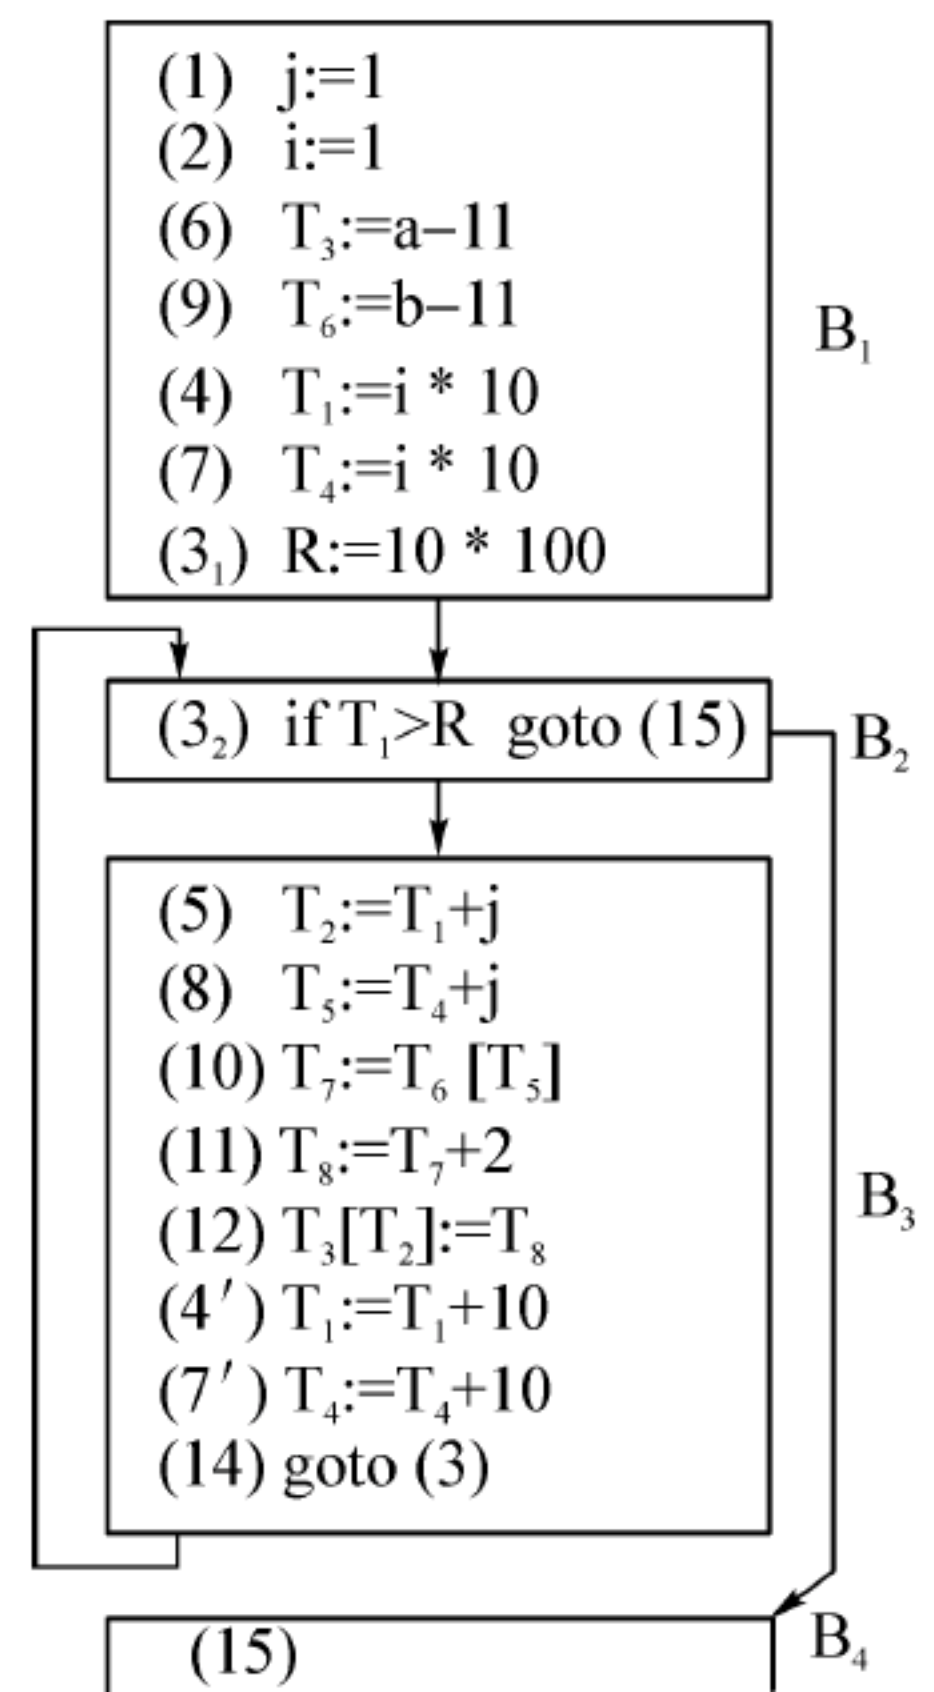 (1) j:=1
(2) i:=1
(6) T₃:=a–11
(9) T₆:=b–11
(4) T₁:=i * 10
(7) T₄:=i * 10
(3₁) R:=10 * 100
B₁
(3₂) if T₁>R goto (15)
B₂
(5) T₂:=T₁+j
(8) T₅:=T₄+j
(10) T₇:=T₆ [T₅]
(11) T₈:=T₇+2
(12) T₃[T₂]:=T₈
(4′) T₁:=T₁+10
(7′) T₄:=T₄+10
(14) goto (3)
B₃
(15)
B₄